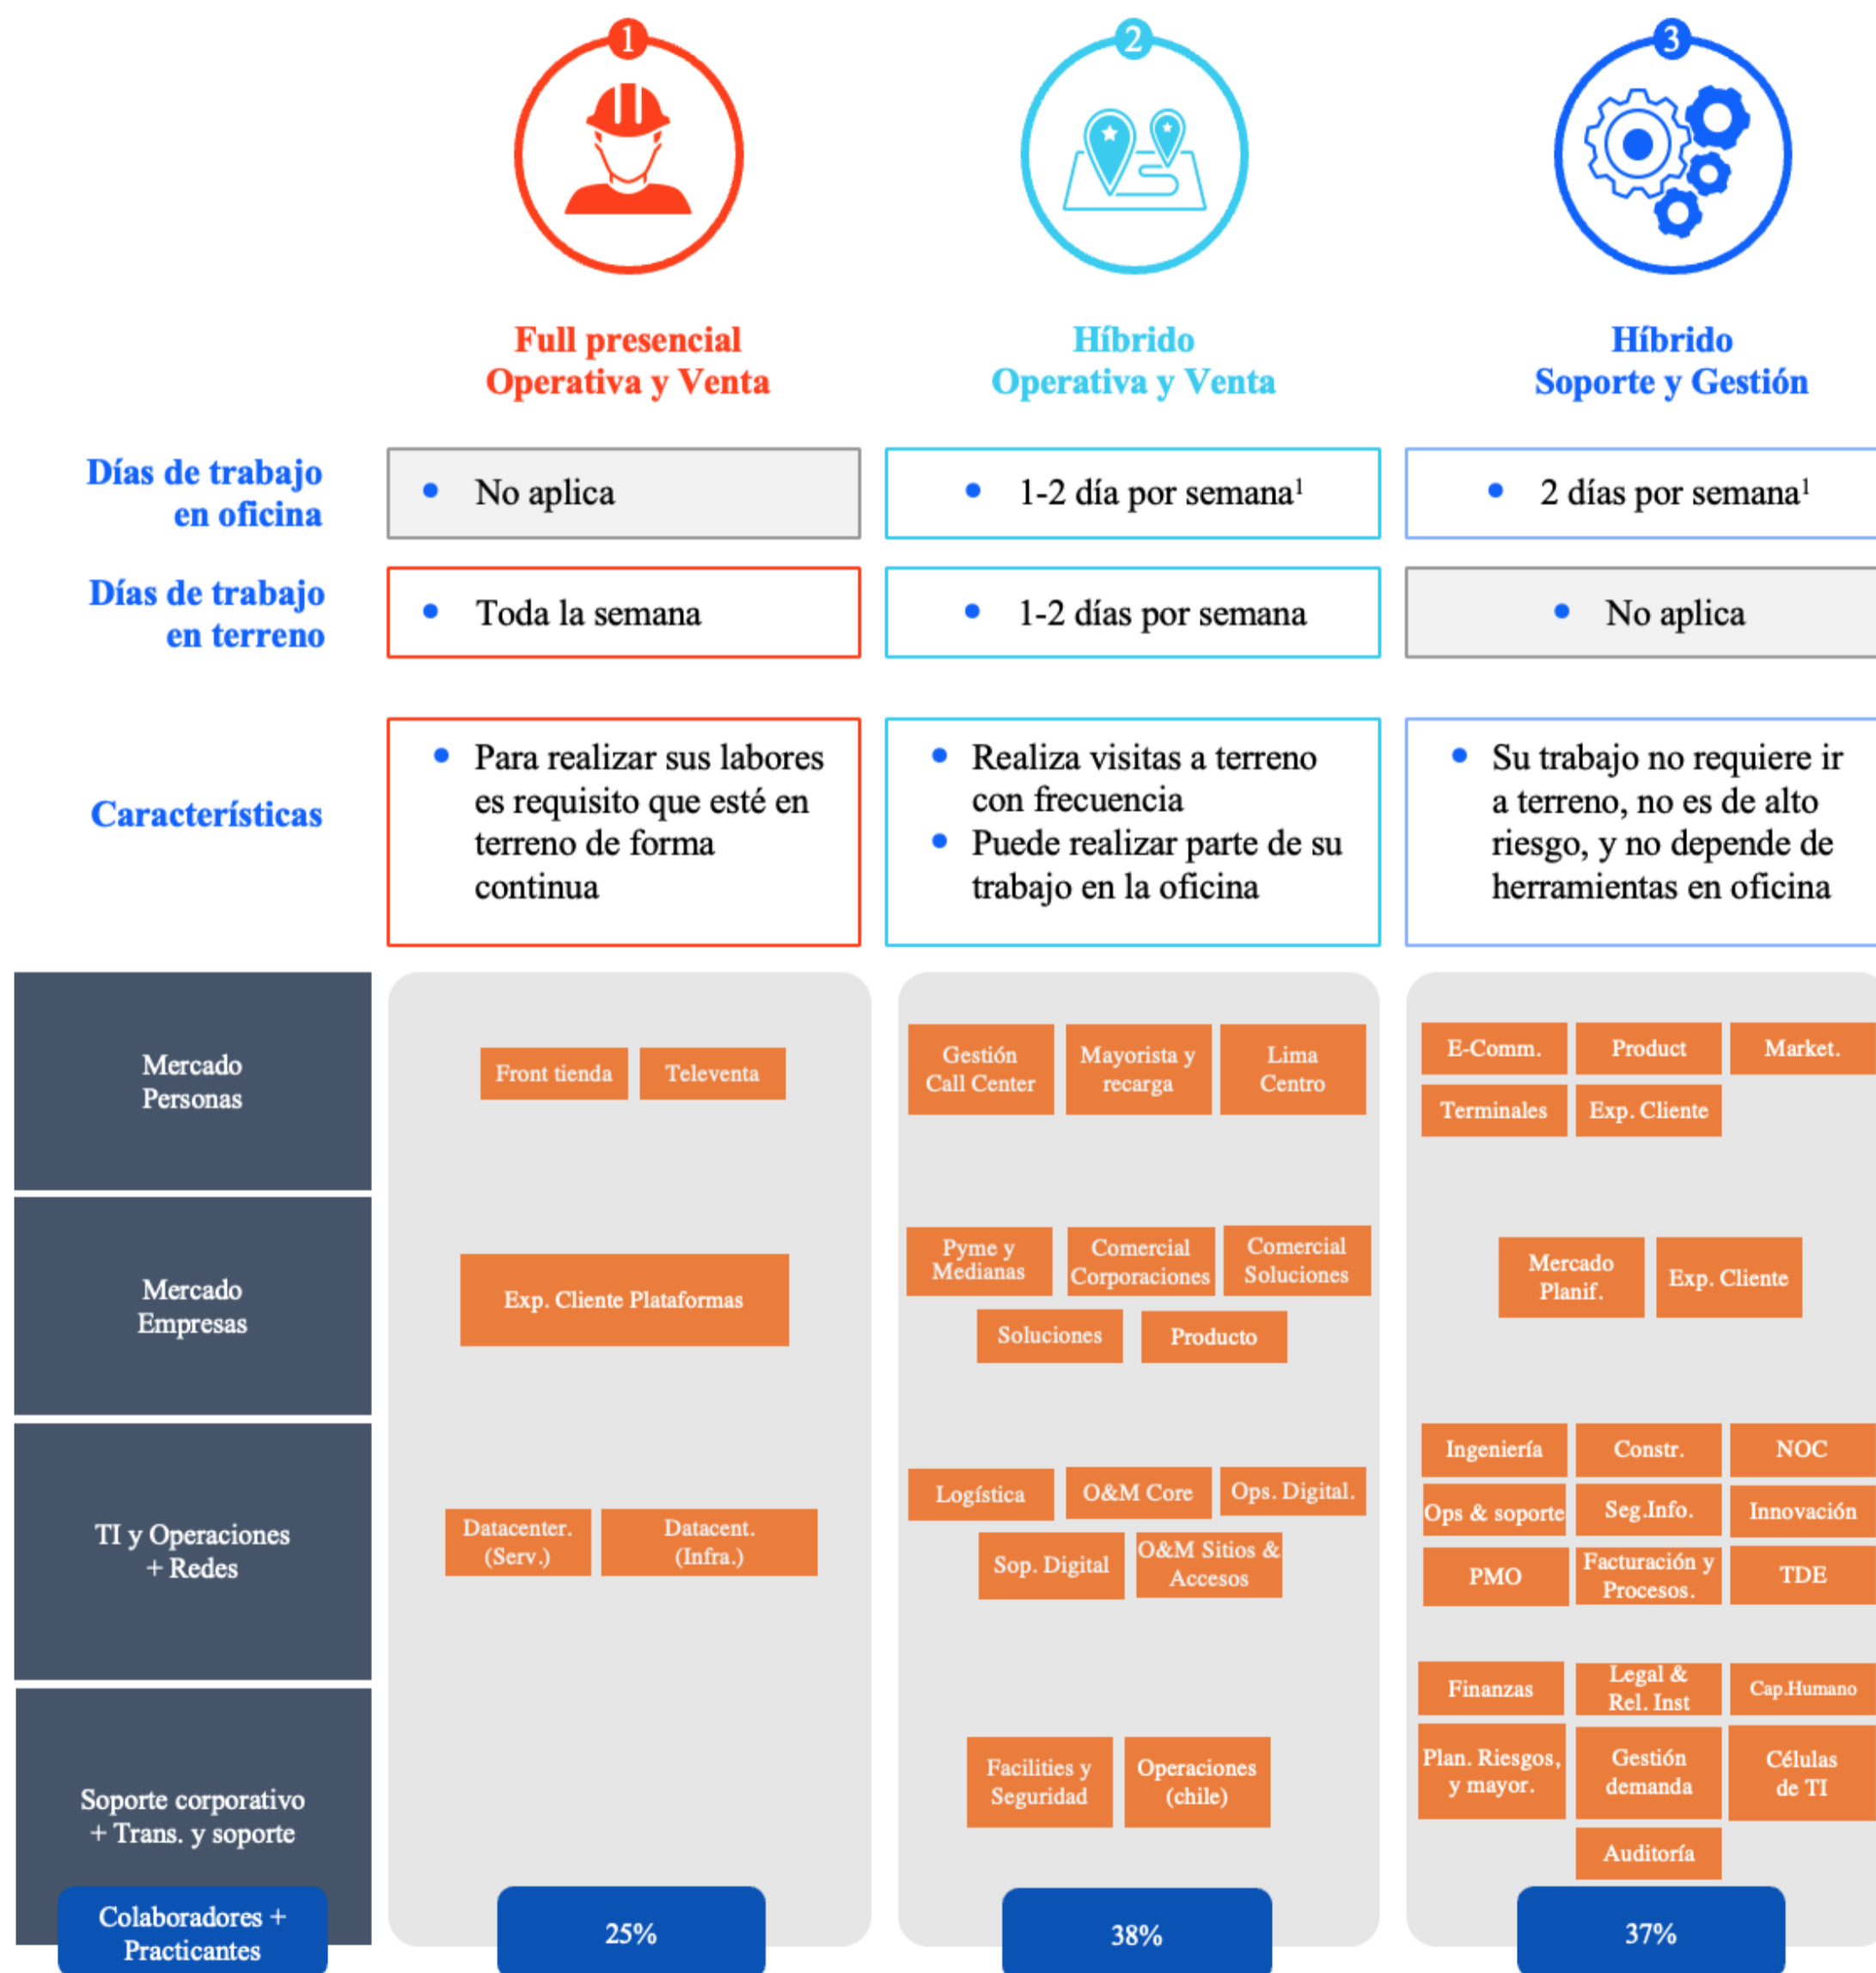 1
2
3
Full presencial
Operativa y Venta
Híbrido
Operativa y Venta
Híbrido
Soporte y Gestión
Días de trabajo
en oficina
• No aplica
• 1-2 día por semana¹
• 2 días por semana¹
Días de trabajo
en terreno
• Toda la semana
• 1-2 días por semana
• No aplica
Características
• Para realizar sus labores
es requisito que esté en
terreno de forma
continua
• Realiza visitas a terreno
con frecuencia
• Puede realizar parte de su
trabajo en la oficina
• Su trabajo no requiere ir
a terreno, no es de alto
riesgo, y no depende de
herramientas en oficina
Mercado
Personas
Front tienda
Televenta
Gestión
Call Center
Mayorista y
recarga
Lima
Centro
E-Comm.
Product
Market.
Terminales
Exp. Cliente
Mercado
Empresas
Exp. Cliente Plataformas
Pyme y
Medianas
Comercial
Corporaciones
Comercial
Soluciones
Soluciones
Producto
Mercado
Planif.
Exp. Cliente
TI y Operaciones
+ Redes
Datacenter.
(Serv.)
Datacent.
(Infra.)
Logística
O&M Core
Ops. Digital.
Sop. Digital
O&M Sitios &
Accesos
Ingeniería
Constr.
NOC
Ops & soporte
Seg.Info.
Innovación
PMO
Facturación y
Procesos.
TDE
Soporte corporativo
+ Trans. y soporte
Facilities y
Seguridad
Operaciones
(chile)
Finanzas
Legal &
Rel. Inst
Cap.Humano
Plan. Riesgos,
y mayor.
Gestión
demanda
Células
de TI
Auditoría
Colaboradores +
Practicantes
25%
38%
37%